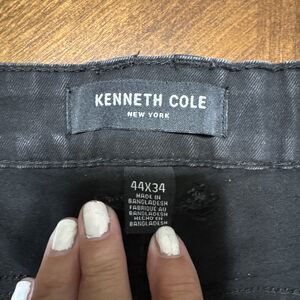 KENNETH COLE
NEW YORK
44X34
MADE IN
BANGLADESH
FABRIQUÉ AU
BANGLADESH
HECHO EN
BANGLADESH